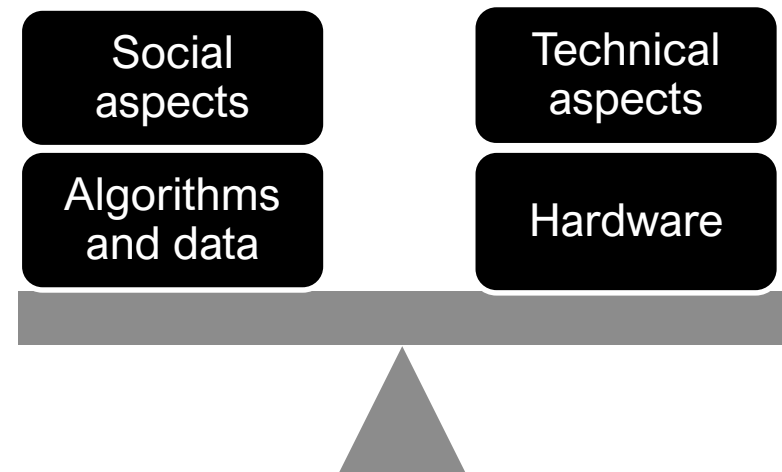 Social
aspects
Technical
aspects
Algorithms
and data
Hardware